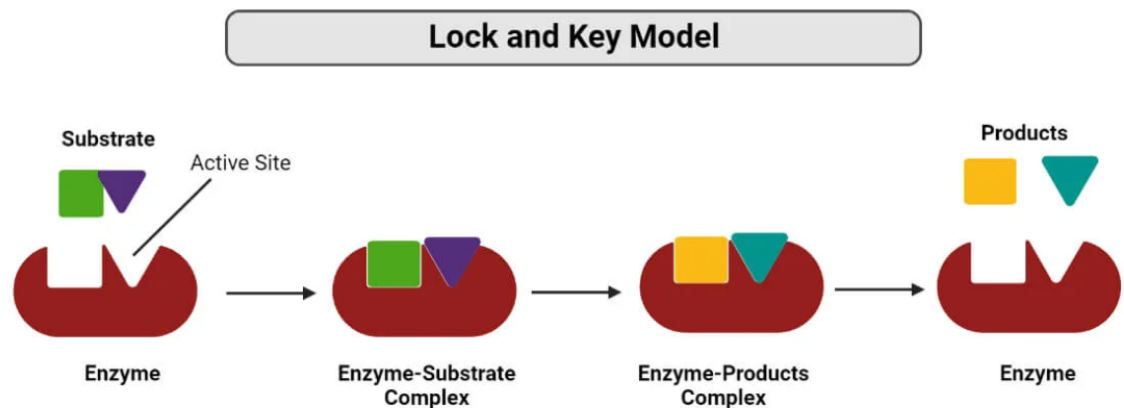 Lock and Key Model
Substrate
Active Site
Products
Enzyme
Enzyme-Substrate
Complex
Enzyme-Products
Complex
Enzyme